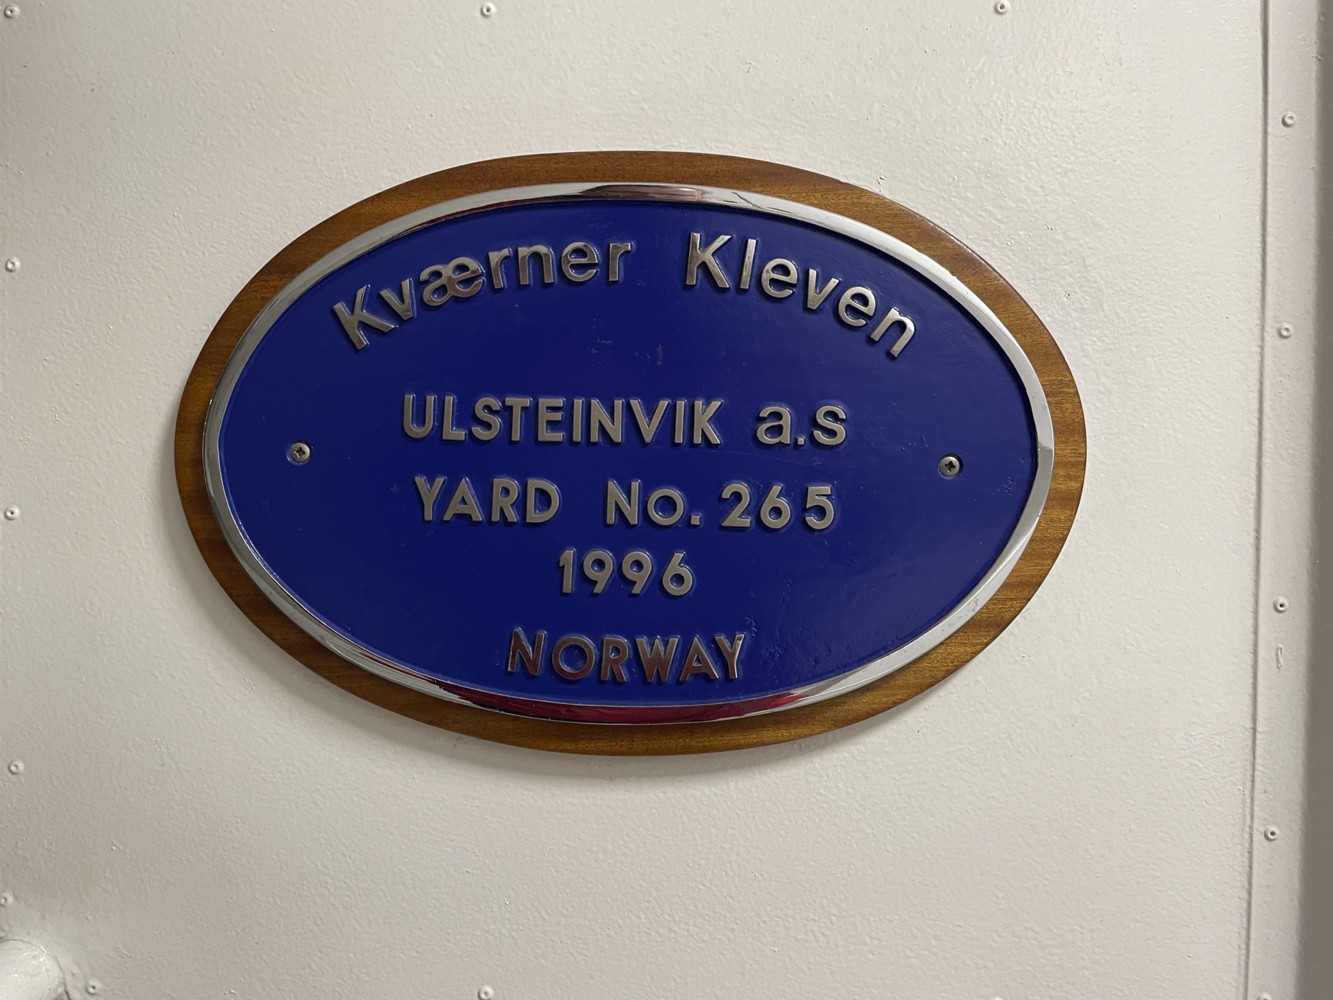 Kværner Kleven
ULSTEINVIK a.s
YARD No. 265
1996
NORWAY